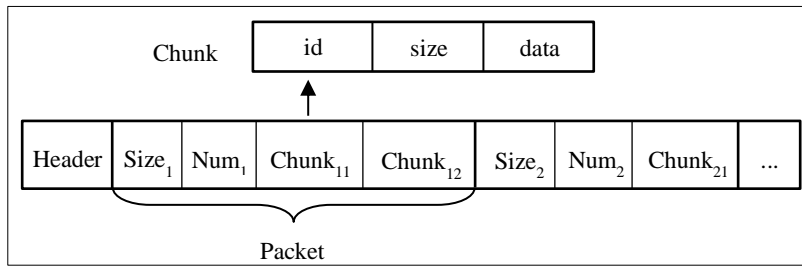 Chunk id size data
Header Size₁ Num₁ Chunk₁₁ Chunk₁₂ Size₂ Num₂ Chunk₂₁ ...
Packet